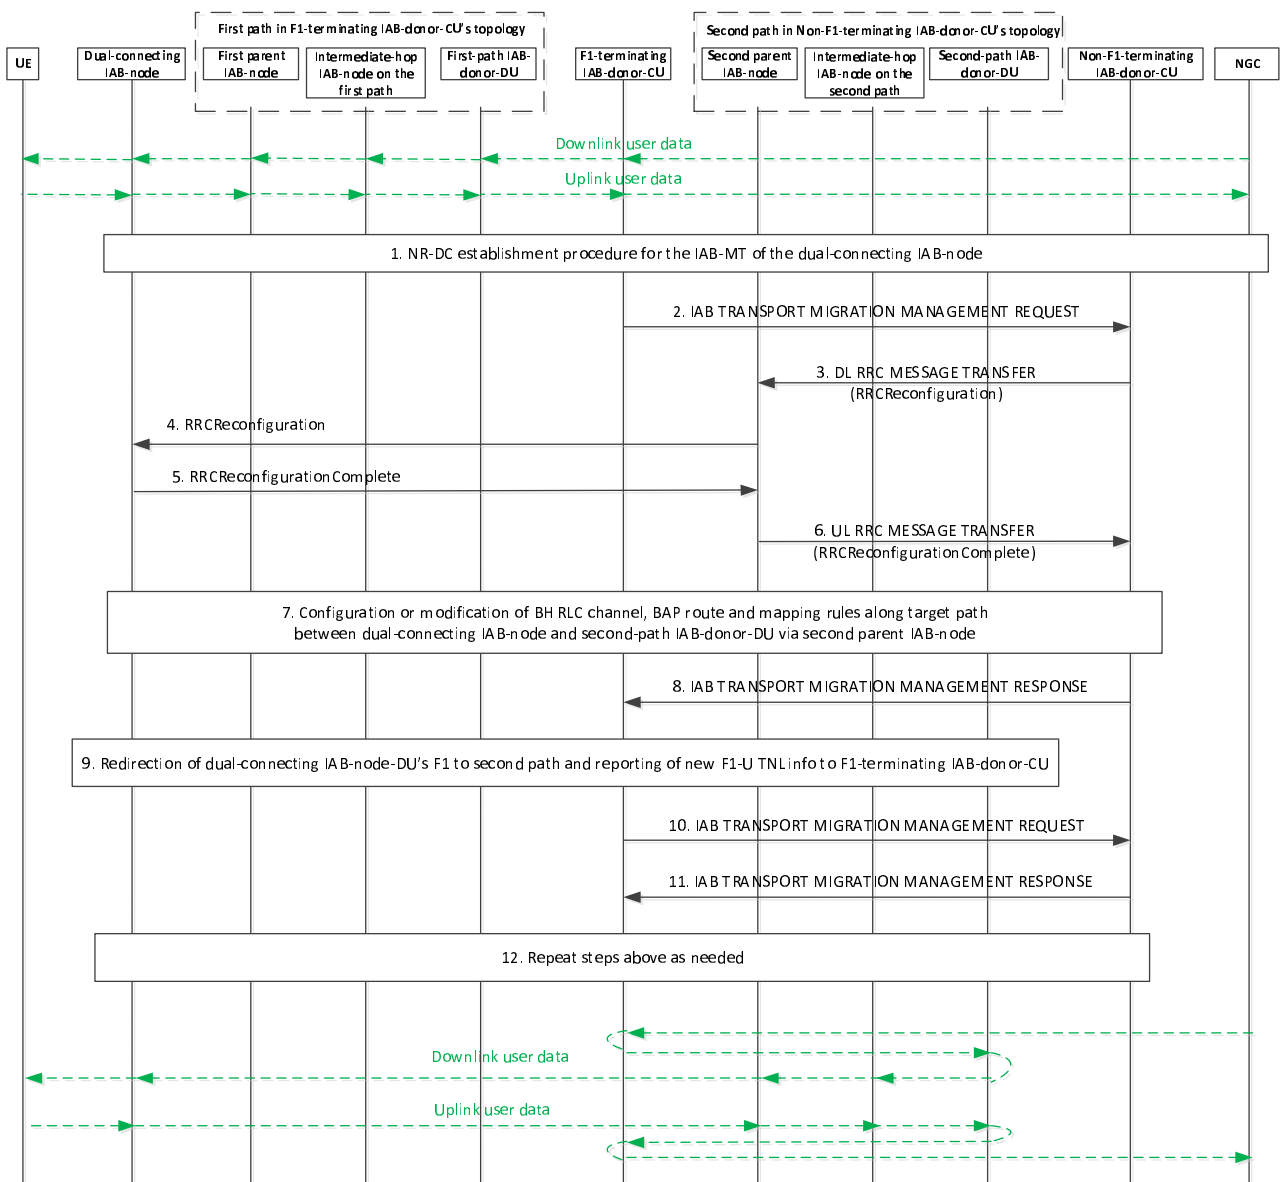 First path in F1-terminating IAB-donor-CU's topology
Second path in Non-F1-terminating IAB-donor-CU's topology
UE
Dual-connecting
IAB-node
First parent
IAB-node
Intermediate-hop
IAB-node on the
first path
First-path IAB-
donor-DU
F1-terminating
IAB-donor-CU
Second parent
IAB-node
Intermediate-hop
IAB-node on the
second path
Second-path IAB-
donor-DU
Non-F1-terminating
IAB-donor-CU
NGC
Downlink user data
Uplink user data
1. NR-DC establishment procedure for the IAB-MT of the dual-connecting IAB-node
2. IAB TRANSPORT MIGRATION MANAGEMENT REQUEST
3. DL RRC MESSAGE TRANSFER
(RRCReconfiguration)
4. RRCReconfiguration
5. RRCReconfigurationComplete
6. UL RRC MESSAGE TRANSFER
(RRCReconfigurationComplete)
7. Configuration or modification of BH RLC channel, BAP route and mapping rules along target path
between dual-connecting IAB-node and second-path IAB-donor-DU via second parent IAB-node
8. IAB TRANSPORT MIGRATION MANAGEMENT RESPONSE
9. Redirection of dual-connecting IAB-node-DU's F1 to second path and reporting of new F1-U TNL info to F1-terminating IAB-donor-CU
10. IAB TRANSPORT MIGRATION MANAGEMENT REQUEST
11. IAB TRANSPORT MIGRATION MANAGEMENT RESPONSE
12. Repeat steps above as needed
Downlink user data
Uplink user data